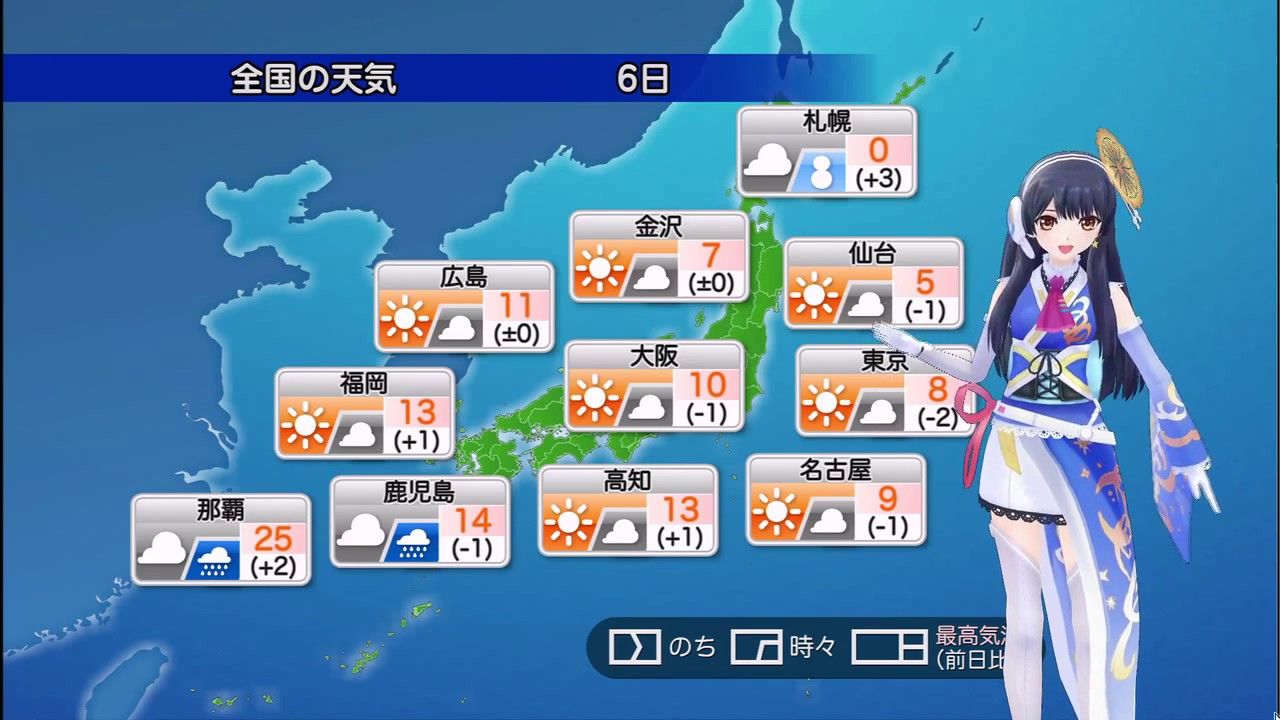 全国の天気 6日
札幌
0
(+3)
金沢
7
(±0)
仙台
5
(-1)
広島
11
(±0)
大阪
10
(-1)
東京
8
(-2)
福岡
13
(+1)
名古屋
9
(-1)
高知
13
(+1)
鹿児島
14
(-1)
那覇
25
(+2)
のち 時々 最高気
(前日比